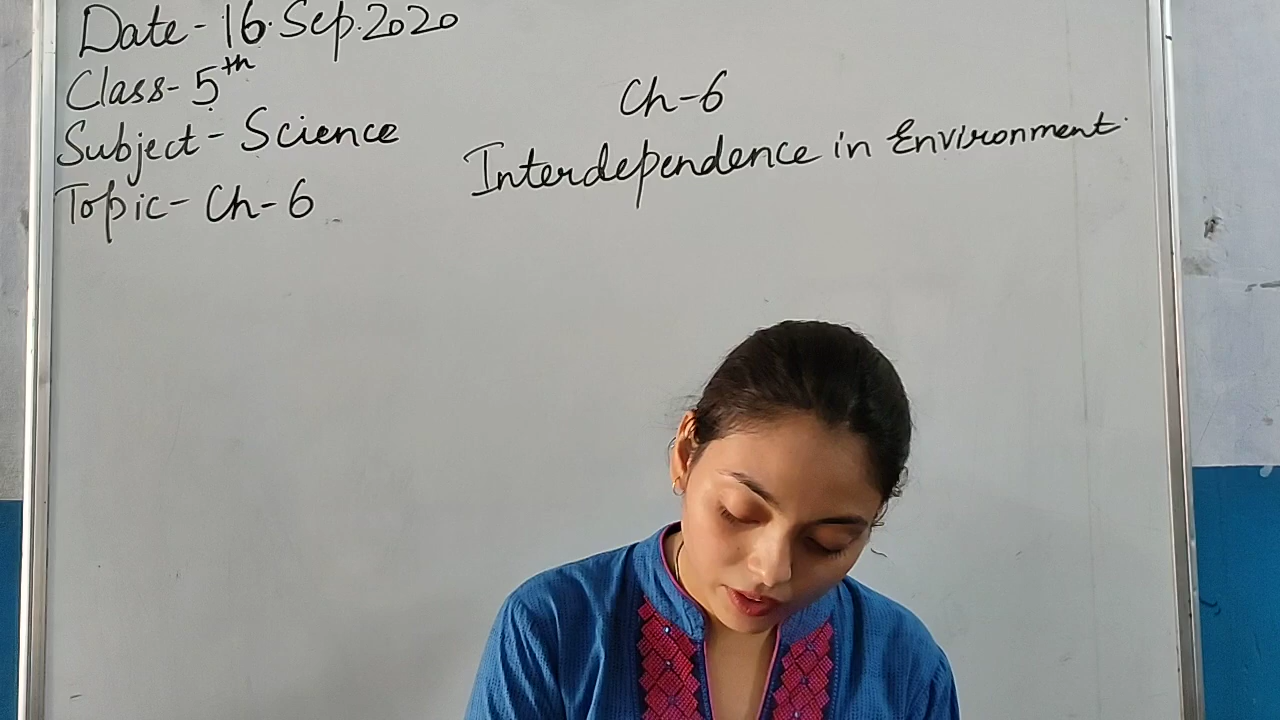 Date - 16. Sep. 2020
Class- 5th
Subject - Science
Topic - Ch - 6
Ch - 6
Interdependence in Environment.